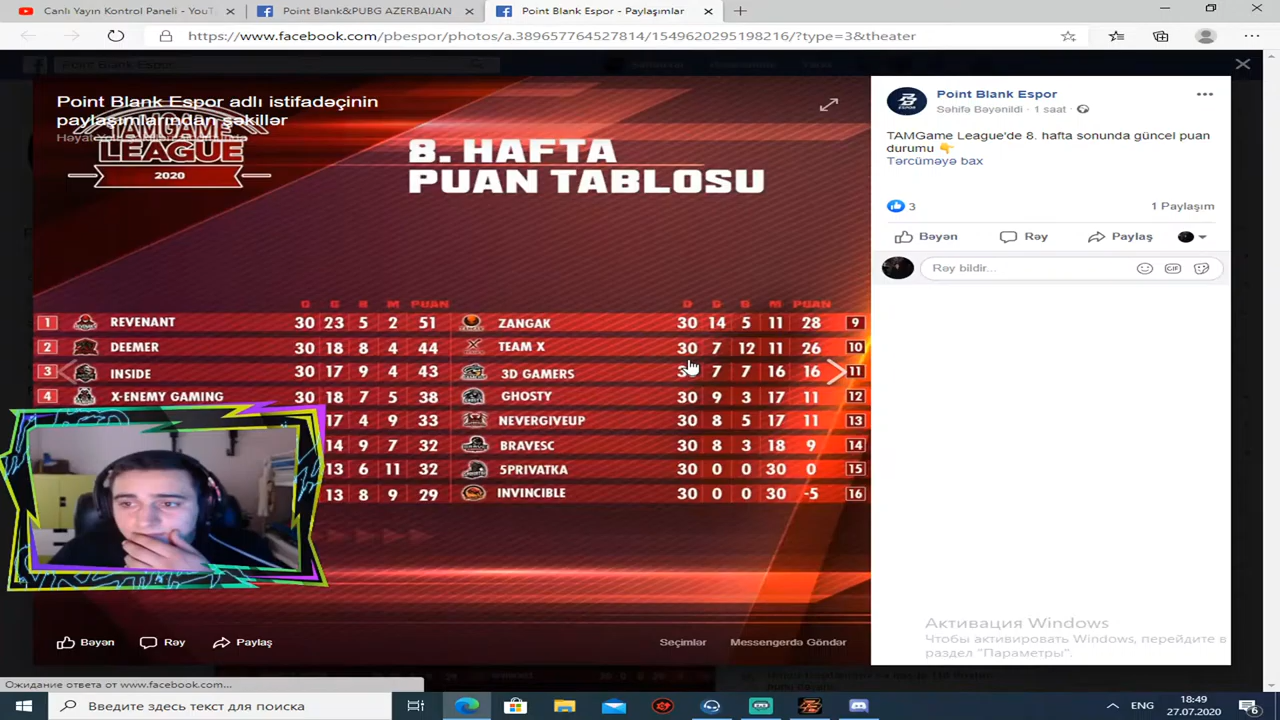 Canlı Yayın Kontrol Paneli - YouT
Point Blank&PUBG AZERBAIJAN
Point Blank Espor - Paylaşımlar
https://www.facebook.com/pbespor/photos/a.389657764527814/1549620295198216/?type=3&theater
Point Blank Espor adlı istifadəçinin
paylaşımlarından şəkillər
TAMGAME
LEAGUE
2020
8. HAFTA
PUAN TABLOSU
O G B M PUAN
1 REVENANT 30 23 5 2 51
2 DEEMER 30 18 8 4 44
3 INSIDE 30 17 9 4 43
4 X-ENEMY GAMING 30 18 7 5 38
17 4 9 33
14 9 7 32
13 6 11 32
13 8 9 29
O G B M PUAN
ZANGAK 30 14 5 11 28 9
TEAM X 30 7 12 11 26 10
3D GAMERS 7 7 16 16 11
GHOSTY 30 9 3 17 11 12
NEVERGIVEUP 30 8 5 17 11 13
BRAVESC 30 8 3 18 9 14
5PRIVATKA 30 0 0 30 0 15
INVINCIBLE 30 0 0 30 -5 16
Bəyən Rəy Paylaş
Seçimlər Messengerdə Göndər
Point Blank Espor
Səhifə Bəyənildi · 1 saat ·
TAMGame League'de 8. hafta sonunda güncel puan
durumu 👇
Tərcüməyə bax
3
1 Paylaşım
Bəyən Rəy Paylaş
Rəy bildir...
GIF
Активация Windows
Чтобы активировать Windows, перейдите в
раздел "Параметры".
Ожидание ответа от www.facebook.com...
Введите здесь текст для поиска
ENG
18:49
27.07.2020
6